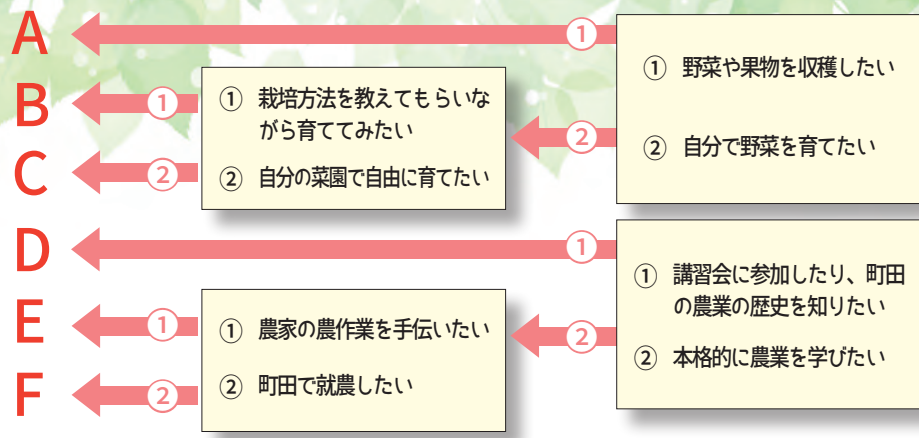 A
①
① 野菜や果物を収穫したい
② 自分で野菜を育てたい
②
B
①
① 栽培方法を教えてもらいな
がら育ててみたい
② 自分の菜園で自由に育てたい
C
②
D
①
① 講習会に参加したり、町田
の農業の歴史を知りたい
② 本格的に農業を学びたい
②
E
①
① 農家の農作業を手伝いたい
② 町田で就農したい
F
②